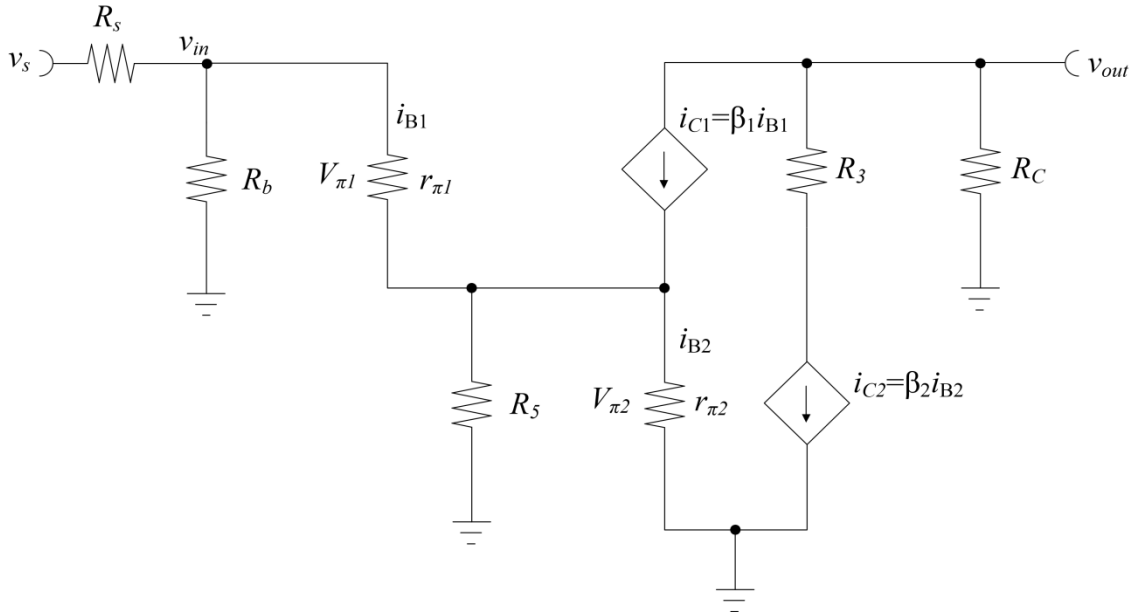 R_s
v_s
v_in
v_out
i_B1
i_C1=β_1i_B1
V_π1
r_π1
R_b
R_3
R_C
i_B2
R_5
V_π2
r_π2
i_C2=β_2i_B2